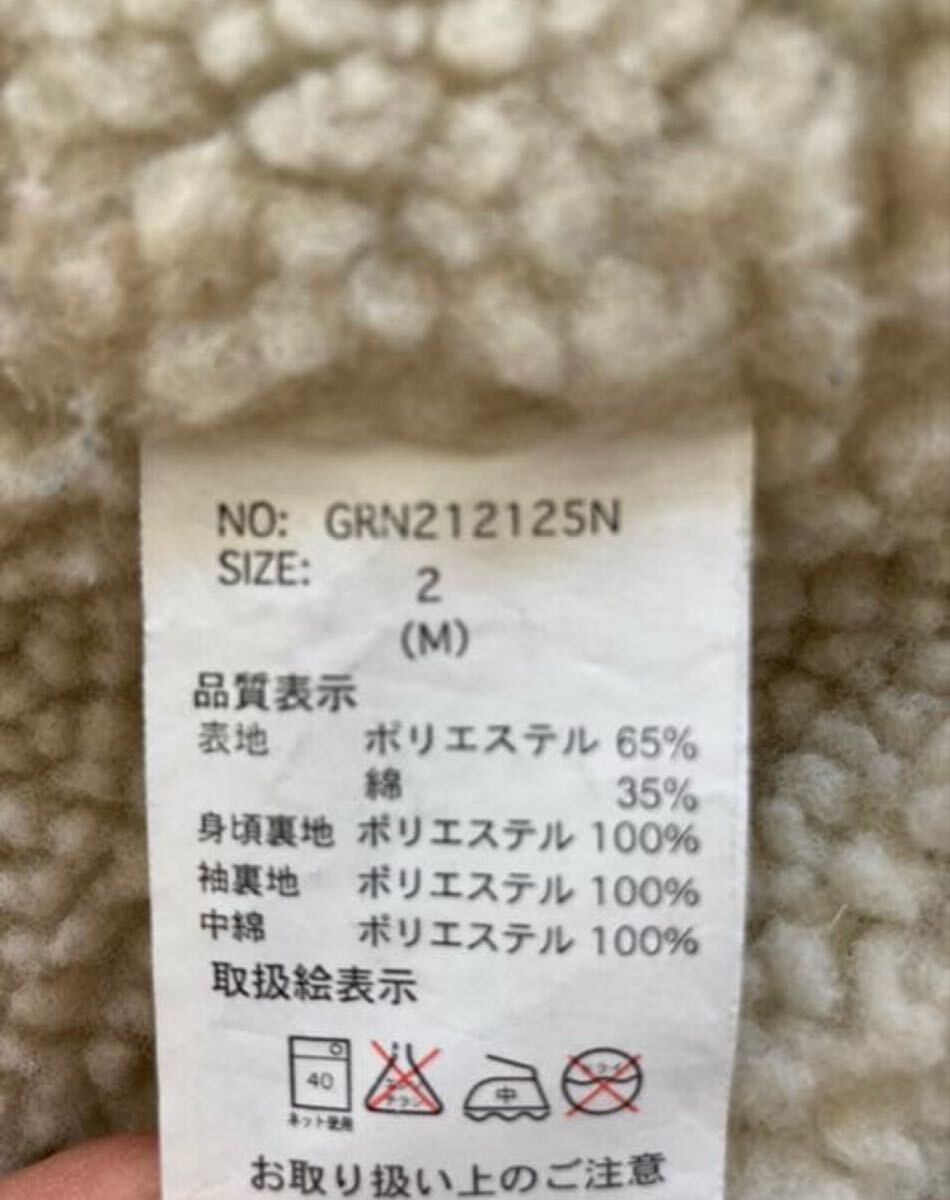 NO: GRN212125N
SIZE: 2
(M)
品質表示
表地 ポリエステル 65%
綿 35%
身頃裏地 ポリエステル 100%
袖裏地 ポリエステル 100%
中綿 ポリエステル 100%
取扱絵表示
40 中
ネット使用
お取り扱い上のご注意